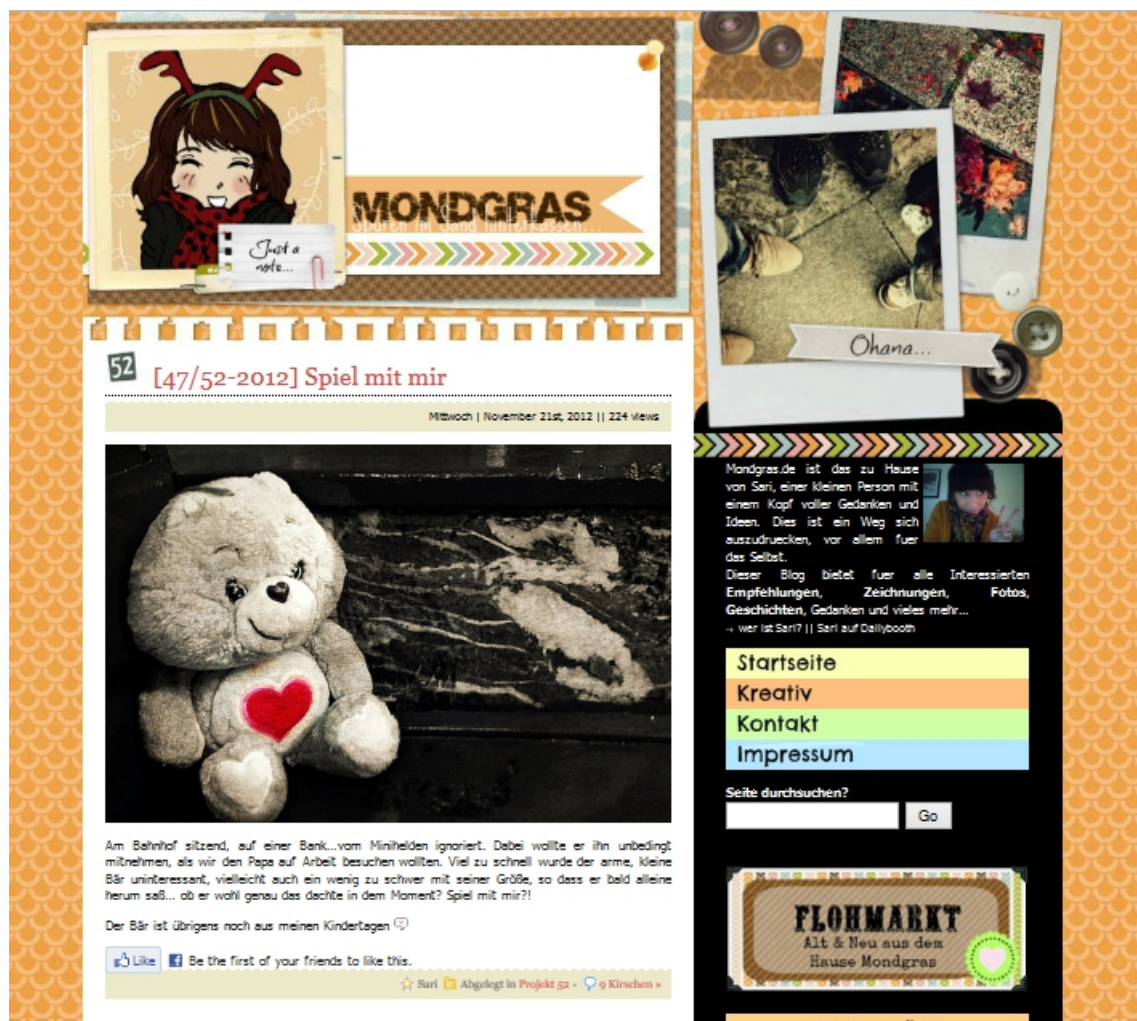 Just a
note...
MONDGRAS
Spuren im Sand hinterlassen...
Ohana...
52
[47/52-2012] Spiel mit mir
Mittwoch | November 21st, 2012 || 224 views
Am Bahnhof sitzend, auf einer Bank...vom Minihelden ignoriert. Dabei wollte er ihn unbedingt
mitnehmen, als wir den Papa auf Arbeit besuchen wollten. Viel zu schnell wurde der arme, kleine
Bär uninteressant, vielleicht auch ein wenig zu schwer mit seiner Größe, so dass er bald alleine
herum saß... ob er wohl genau das dachte in dem Moment? Spiel mit mir?!
Der Bär ist übrigens noch aus meinen Kindertagen
Like
Be the first of your friends to like this.
Sari Abgelegt in Projekt 52 - 9 Kirschen »
Mondgras.de ist das zu Hause
von Sari, einer kleinen Person mit
einem Kopf voller Gedanken und
Ideen. Dies ist ein Weg sich
auszudruecken, vor allem fuer
das Selbst.
Dieser Blog bietet fuer alle Interessierten
Empfehlungen, Zeichnungen, Fotos,
Geschichten, Gedanken und vieles mehr...
→ wer ist Sari? || Sari auf Dailybooth
Startseite
Kreativ
Kontakt
Impressum
Seite durchsuchen?
Go
FLOHMARKT
Alt & Neu aus dem
Hause Mondgras